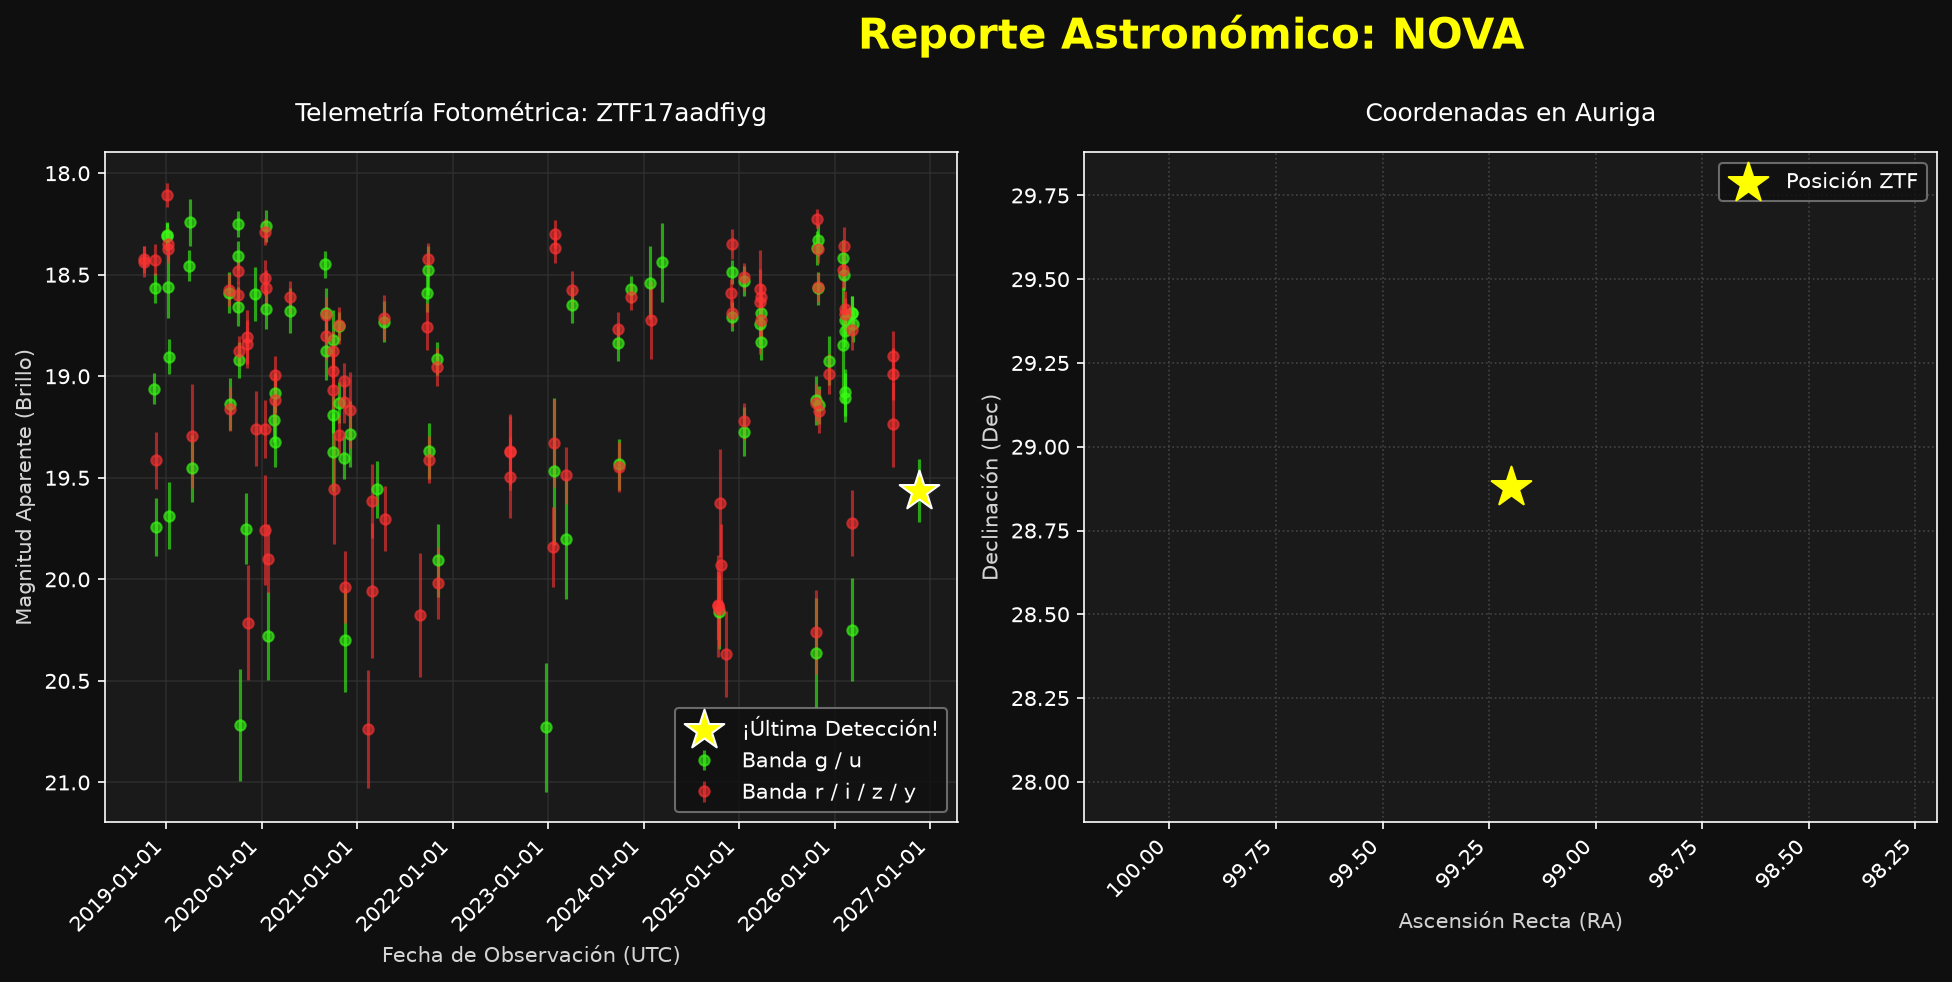 Reporte Astronómico: NOVA
Telemetría Fotométrica: ZTF17aadfiyg
Magnitud Aparente (Brillo)
18.0
18.5
19.0
19.5
20.0
20.5
21.0
¡Última Detección!
Banda g / u
Banda r / i / z / y
2019-01-01
2020-01-01
2021-01-01
2022-01-01
2023-01-01
2024-01-01
2025-01-01
2026-01-01
2027-01-01
Fecha de Observación (UTC)
Coordenadas en Auriga
Declinación (Dec)
29.75
29.50
29.25
29.00
28.75
28.50
28.25
28.00
Posición ZTF
100.00
99.75
99.50
99.25
99.00
98.75
98.50
98.25
Ascensión Recta (RA)